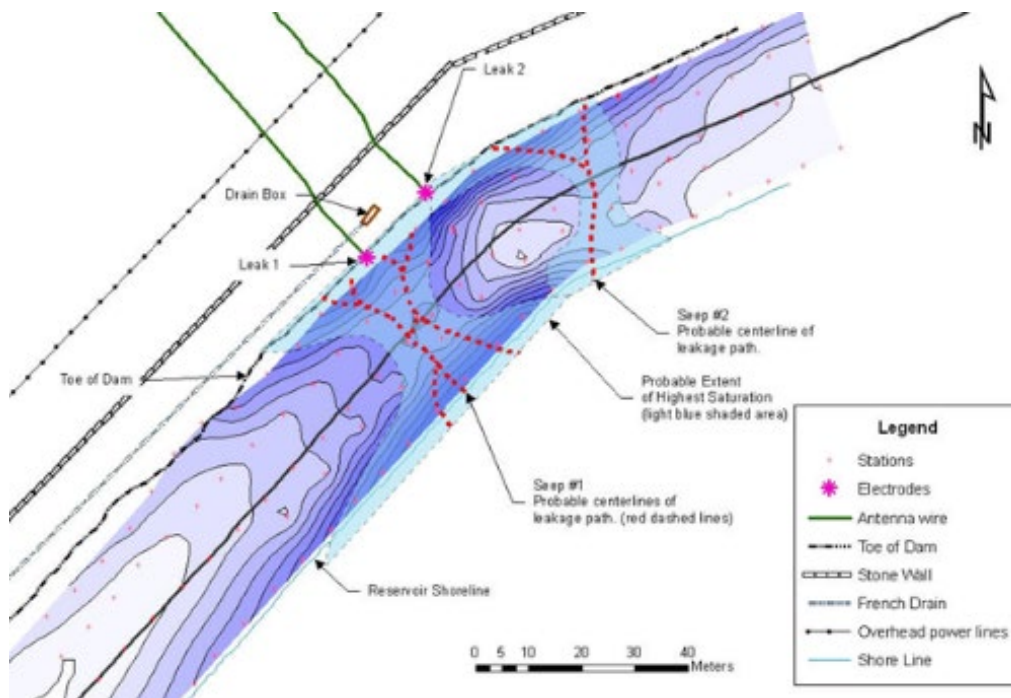 Leak 2
N
Drain Box
Leak 1
Seep #2
Probable centerline of
leakage path.
Toe of Dam
Probable Extent
of Highest Saturation
(light blue shaded area)
Seep #1
Probable centerlines of
leakage path. (red dashed lines)
Reservoir Shoreline
0 5 10 20 30 40
Meters
Legend
Stations
Electrodes
Antenna wire
Toe of Dam
Stone Wall
French Drain
Overhead power lines
Shore Line